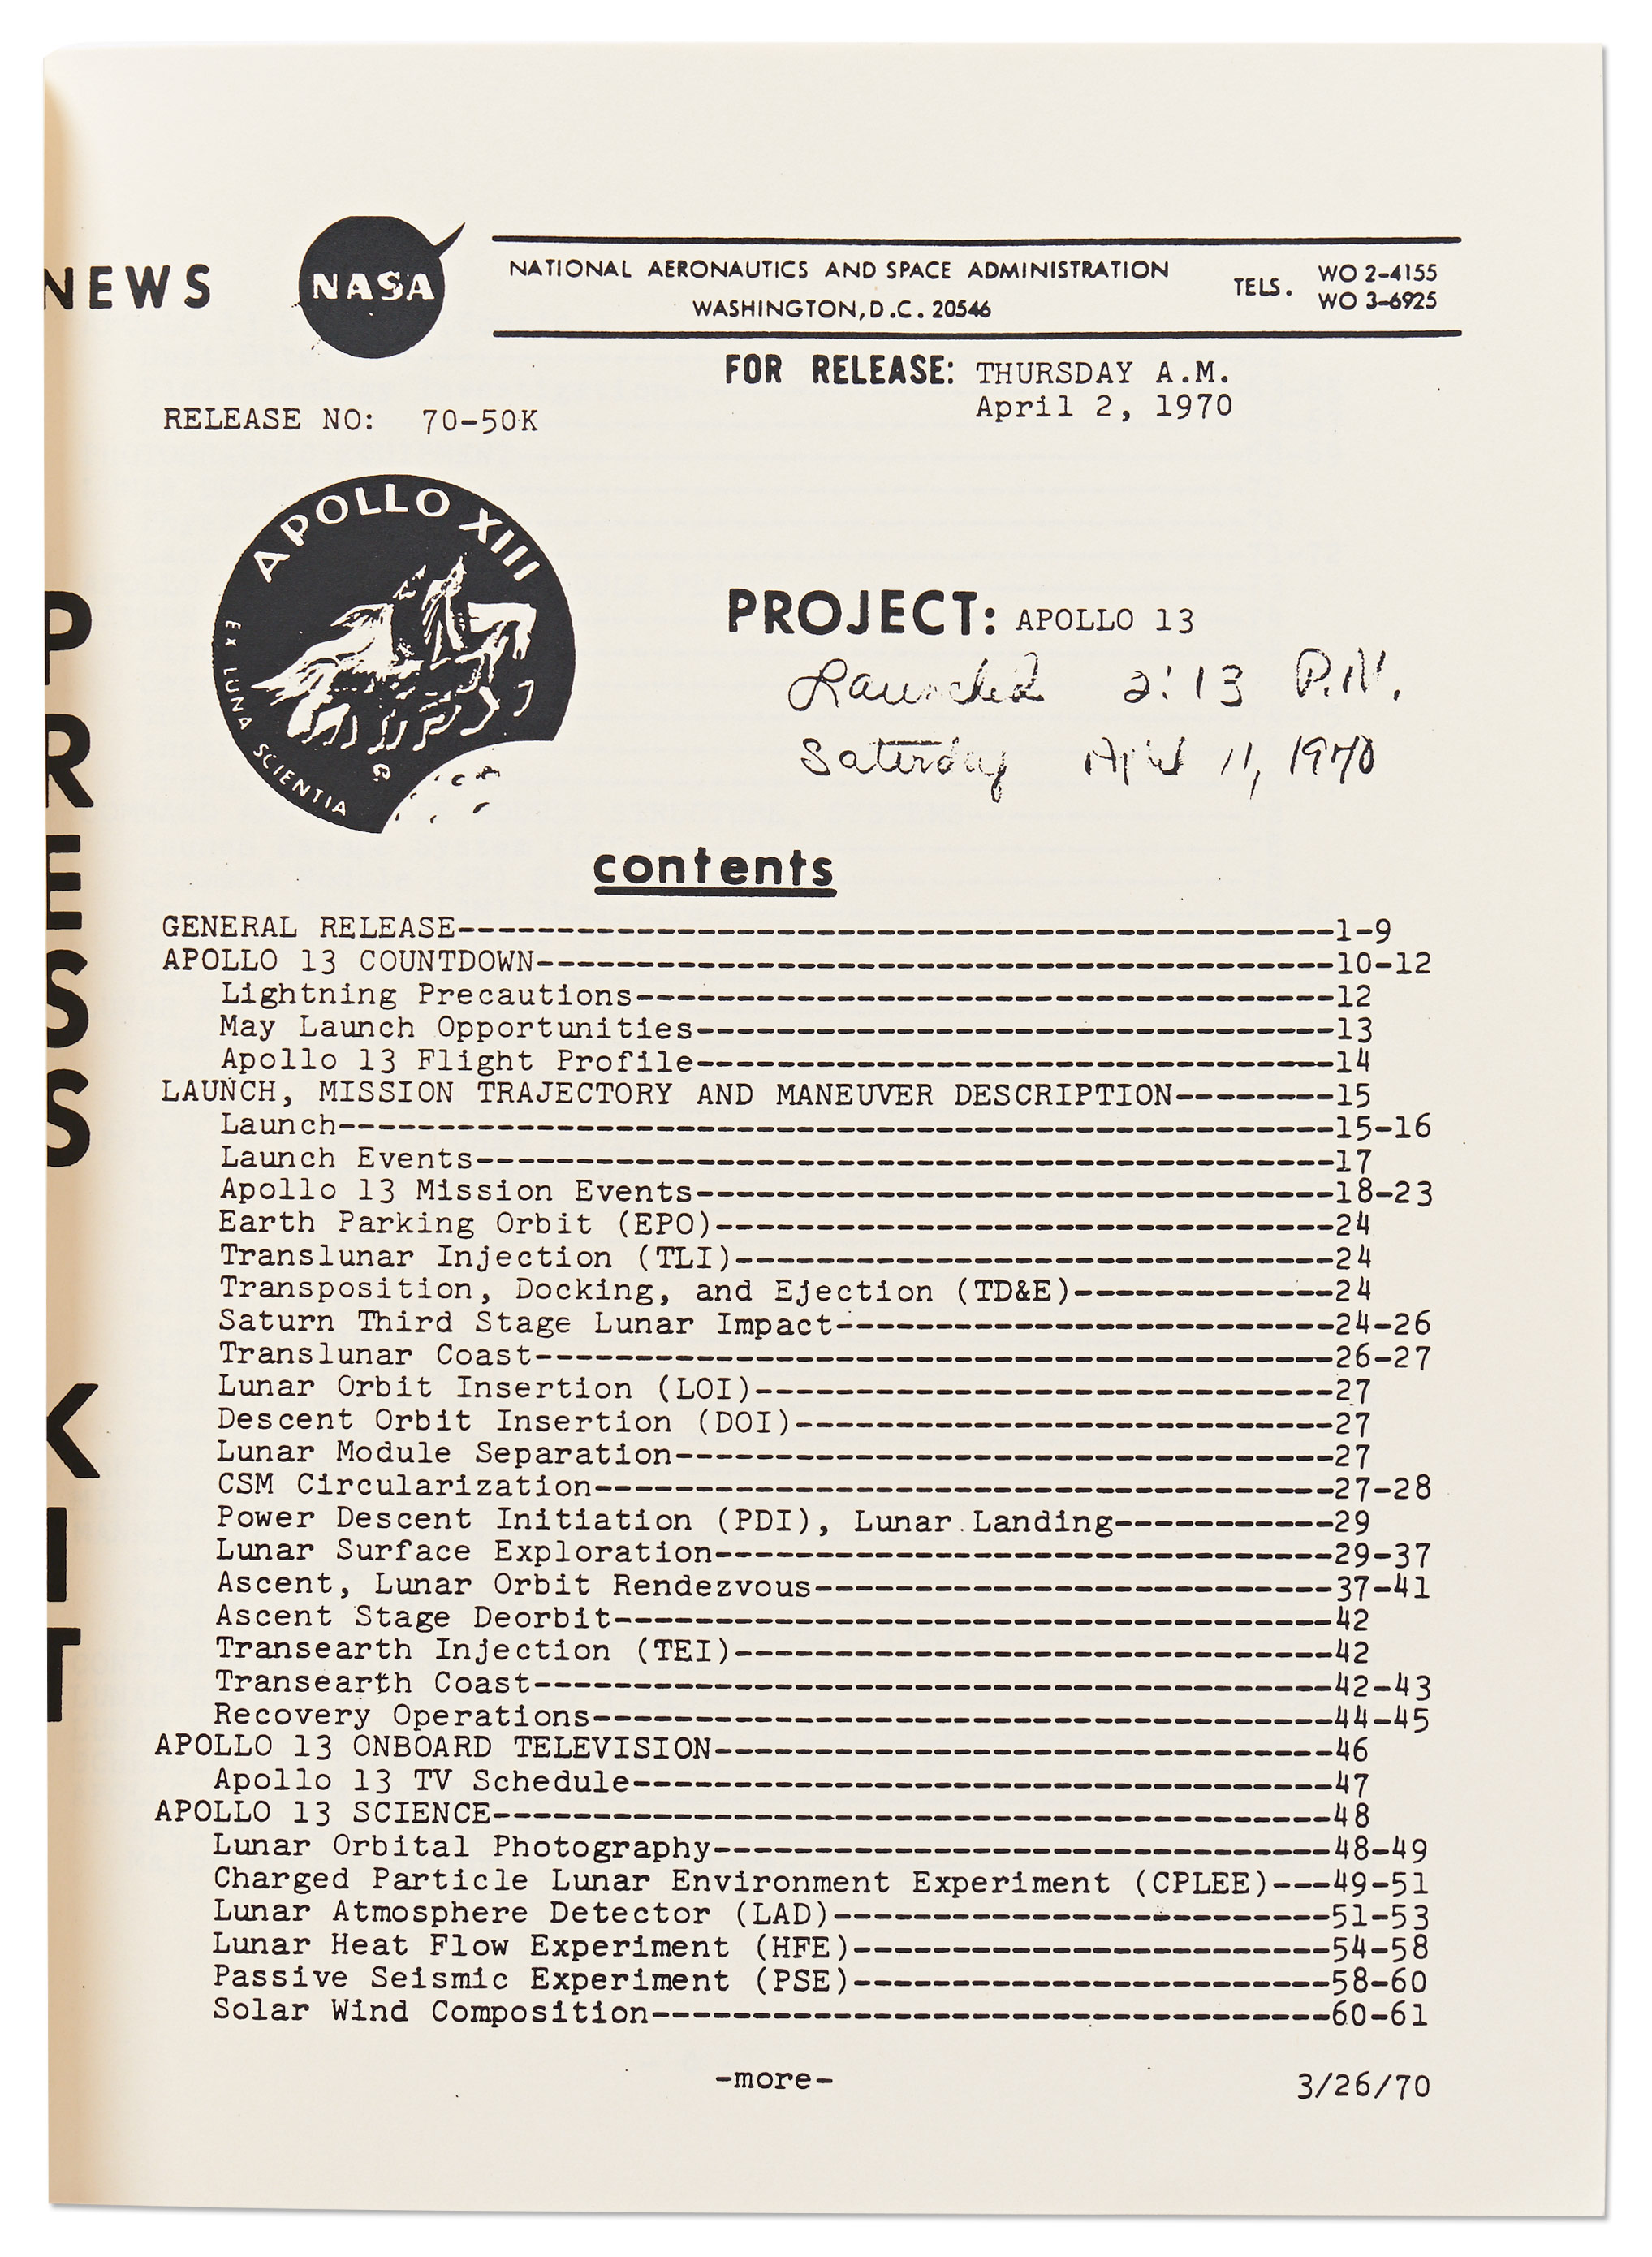 NEWS
NASA
NATIONAL AERONAUTICS AND SPACE ADMINISTRATION
WASHINGTON, D.C. 20546
TELS. WO 2-4155
WO 3-6925
FOR RELEASE: THURSDAY A.M.
April 2, 1970
RELEASE NO: 70-50K
APOLLO XIII
EX LUNA SCIENTIA
PROJECT: APOLLO 13
Launched 2:13 P.M.
Saturday April 11, 1970
PRESS KIT
contents
GENERAL RELEASE--------------------------------------------1-9
APOLLO 13 COUNTDOWN----------------------------------------10-12
Lightning Precautions-----------------------------------12
May Launch Opportunities--------------------------------13
Apollo 13 Flight Profile--------------------------------14
LAUNCH, MISSION TRAJECTORY AND MANEUVER DESCRIPTION--------15
Launch--------------------------------------------------15-16
Launch Events-------------------------------------------17
Apollo 13 Mission Events--------------------------------18-23
Earth Parking Orbit (EPO)-------------------------------24
Translunar Injection (TLI)------------------------------24
Transposition, Docking, and Ejection (TD&E)-------------24
Saturn Third Stage Lunar Impact-------------------------24-26
Translunar Coast----------------------------------------26-27
Lunar Orbit Insertion (LOI)-----------------------------27
Descent Orbit Insertion (DOI)---------------------------27
Lunar Module Separation---------------------------------27
CSM Circularization-------------------------------------27-28
Power Descent Initiation (PDI), Lunar Landing-----------29
Lunar Surface Exploration-------------------------------29-37
Ascent, Lunar Orbit Rendezvous--------------------------37-41
Ascent Stage Deorbit------------------------------------42
Transearth Injection (TEI)------------------------------42
Transearth Coast----------------------------------------42-43
Recovery Operations-------------------------------------44-45
APOLLO 13 ONBOARD TELEVISION-------------------------------46
Apollo 13 TV Schedule-----------------------------------47
APOLLO 13 SCIENCE------------------------------------------48
Lunar Orbital Photography-------------------------------48-49
Charged Particle Lunar Environment Experiment (CPLEE)---49-51
Lunar Atmosphere Detector (LAD)-------------------------51-53
Lunar Heat Flow Experiment (HFE)------------------------54-58
Passive Seismic Experiment (PSE)------------------------58-60
Solar Wind Composition----------------------------------60-61
-more-
3/26/70